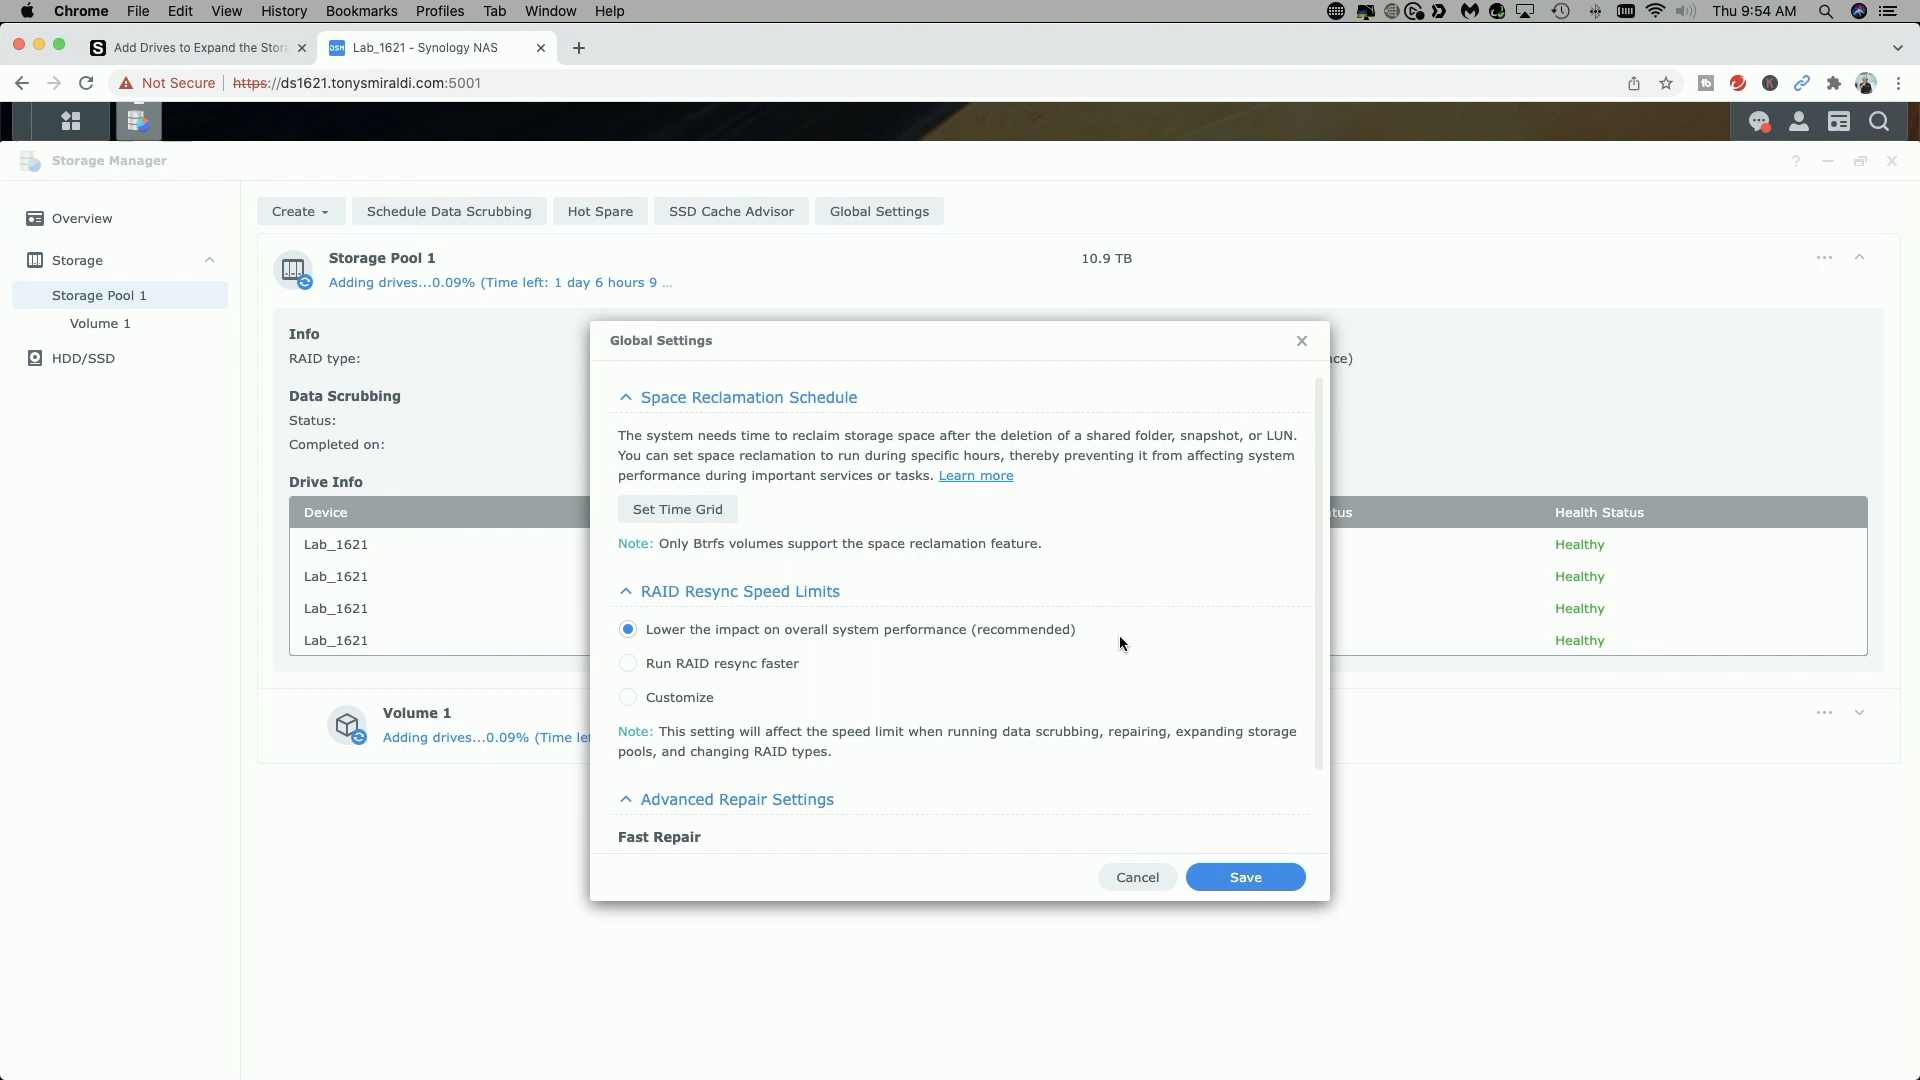 Chrome File Edit View History Bookmarks Profiles Tab Window Help
Thu 9:54 AM
Add Drives to Expand the Stora
Lab_1621 - Synology NAS
Not Secure https://ds1621.tonysmiraldi.com:5001
Storage Manager
Overview
Storage
Storage Pool 1
Volume 1
HDD/SSD
Create
Schedule Data Scrubbing
Hot Spare
SSD Cache Advisor
Global Settings
Storage Pool 1
10.9 TB
Adding drives...0.09% (Time left: 1 day 6 hours 9 ...
Info
RAID type:
Data Scrubbing
Status:
Completed on:
Drive Info
Device
Health Status
Lab_1621
Healthy
Lab_1621
Healthy
Lab_1621
Healthy
Lab_1621
Healthy
Volume 1
Adding drives...0.09% (Time le
Global Settings
Space Reclamation Schedule
The system needs time to reclaim storage space after the deletion of a shared folder, snapshot, or LUN.
You can set space reclamation to run during specific hours, thereby preventing it from affecting system
performance during important services or tasks. Learn more
Set Time Grid
Note: Only Btrfs volumes support the space reclamation feature.
RAID Resync Speed Limits
Lower the impact on overall system performance (recommended)
Run RAID resync faster
Customize
Note: This setting will affect the speed limit when running data scrubbing, repairing, expanding storage
pools, and changing RAID types.
Advanced Repair Settings
Fast Repair
Cancel
Save